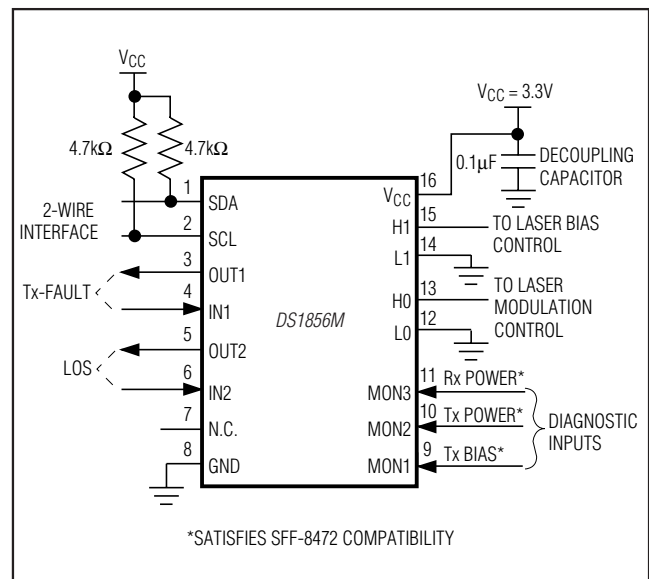 VCC
4.7kΩ
4.7kΩ
2-WIRE
INTERFACE
Tx-FAULT
LOS
1
SDA
2
SCL
3
OUT1
4
IN1
5
OUT2
6
IN2
7
N.C.
8
GND
DS1856M
VCC = 3.3V
0.1µF
DECOUPLING
CAPACITOR
16
VCC
15
H1
TO LASER BIAS
CONTROL
14
L1
13
H0
TO LASER
MODULATION
CONTROL
12
L0
11
MON3
Rx POWER*
10
MON2
Tx POWER*
9
MON1
Tx BIAS*
DIAGNOSTIC
INPUTS
*SATISFIES SFF-8472 COMPATIBILITY